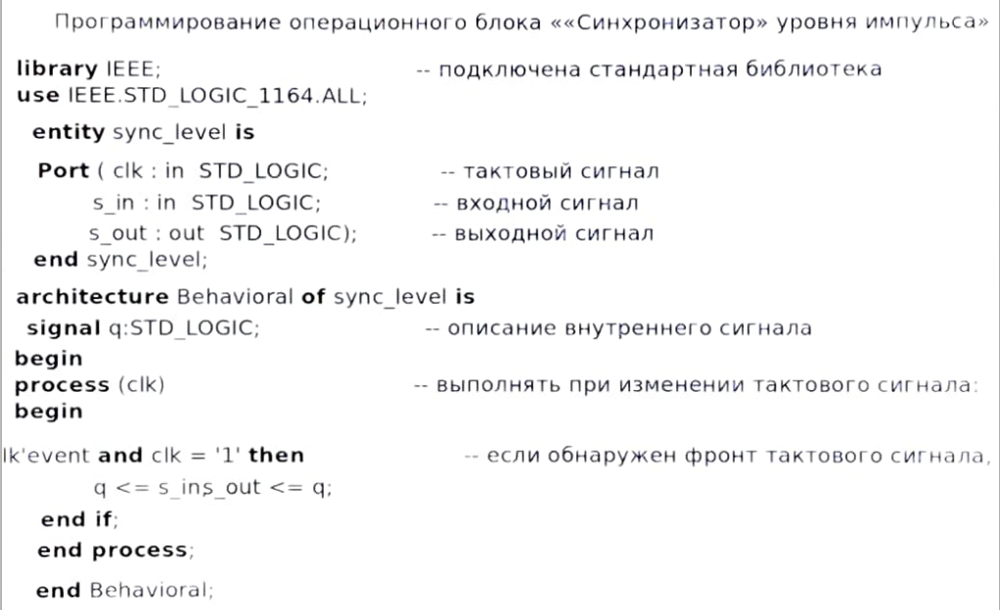 Программирование операционного блока ««Синхронизатор» уровня импульса»
library IEEE; -- подключена стандартная библиотека
use IEEE.STD_LOGIC_1164.ALL;
entity sync_level is
Port ( clk : in STD_LOGIC; -- тактовый сигнал
s_in : in STD_LOGIC; -- входной сигнал
s_out : out STD_LOGIC); -- выходной сигнал
end sync_level;
architecture Behavioral of sync_level is
signal q:STD_LOGIC; -- описание внутреннего сигнала
begin
process (clk) -- выполнять при изменении тактового сигнала:
begin
lk'event and clk = '1' then -- если обнаружен фронт тактового сигнала,
q <= s_in; s_out <= q;
end if;
end process;
end Behavioral;